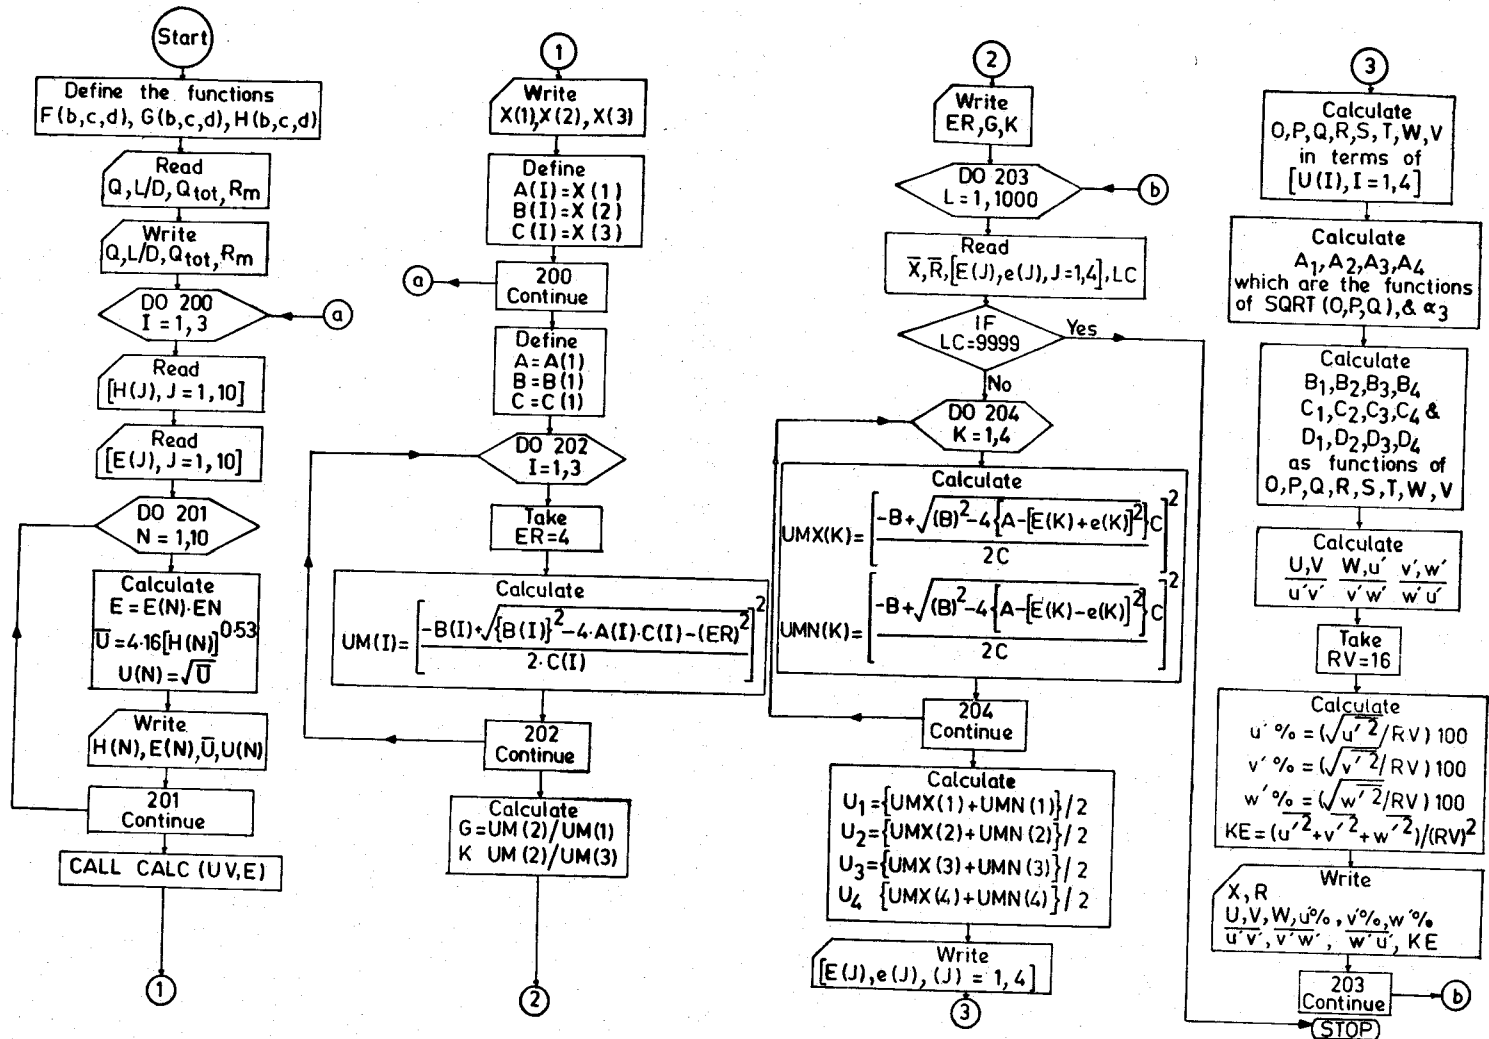 Start
Define the functions
F(b,c,d), G(b,c,d), H(b,c,d)
Read
Q, L/D, Qtot, Rm
Write
Q, L/D, Qtot, Rm
DO 200
I = 1, 3
a
Read
[H(J), J = 1, 10]
Read
[E(J), J = 1, 10]
DO 201
N = 1,10
Calculate
E = E(N)·EN
U̅ = 4·16[H(N)]^0·53
U(N) = √U̅
Write
H(N), E(N), U̅, U(N)
201
Continue
CALL CALC (UV,E)
1
1
Write
X(1), X(2), X(3)
Define
A(I) = X(1)
B(I) = X(2)
C(I) = X(3)
a
200
Continue
Define
A = A(1)
B = B(1)
C = C(1)
DO 202
I = 1,3
Take
ER = 4
Calculate
UM(I) = [(-B(I) + √({B(I)}² - 4·A(I)·C(I) - (ER)²)) / (2·C(I))]²
202
Continue
Calculate
G = UM(2)/UM(1)
K UM(2)/UM(3)
2
2
Write
ER, G, K
DO 203
L = 1, 1000
b
Read
X̅, R̅, [E(J), e(J), J = 1,4], LC
IF
LC = 9999
Yes
No
DO 204
K = 1,4
Calculate
UMX(K) = [(-B + √((B)² - 4{A - [E(K) + e(K)]²}C)) / 2C]²
UMN(K) = [(-B + √((B)² - 4{A - [E(K) - e(K)]²}C)) / 2C]²
204
Continue
Calculate
U₁ = {UMX(1) + UMN(1)}/2
U₂ = {UMX(2) + UMN(2)}/2
U₃ = {UMX(3) + UMN(3)}/2
U₄ {UMX(4) + UMN(4)}/2
Write
[E(J), e(J), (J) = 1, 4]
3
3
Calculate
O, P, Q, R, S, T, W, V
in terms of
[U(I), I = 1,4]
Calculate
A₁, A₂, A₃, A₄
which are the functions
of SQRT (O,P,Q), & α₃
Calculate
B₁, B₂, B₃, B₄
C₁, C₂, C₃, C₄ &
D₁, D₂, D₃, D₄
as functions of
O, P, Q, R, S, T, W, V
Calculate
U,V W,u′ v′,w′
u′v′ v′w′ w′u′
Take
RV = 16
Calculate
u′ % = (√u′²/RV) 100
v′ % = (√v′²/RV) 100
w′ % = (√w′²/RV) 100
KE = (u′² + v′² + w′²)/(RV)²
Write
X, R
U, V, W, u′%, v′%, w′%
u′v′, v′w′, w′u′, KE
203
Continue
b
STOP